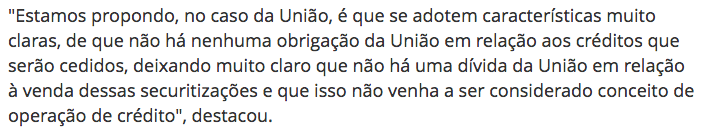 "Estamos propondo, no caso da União, é que se adotem características muito
claras, de que não há nenhuma obrigação da União em relação aos créditos que
serão cedidos, deixando muito claro que não há uma dívida da União em relação
à venda dessas securitizações e que isso não venha a ser considerado conceito de
operação de crédito", destacou.